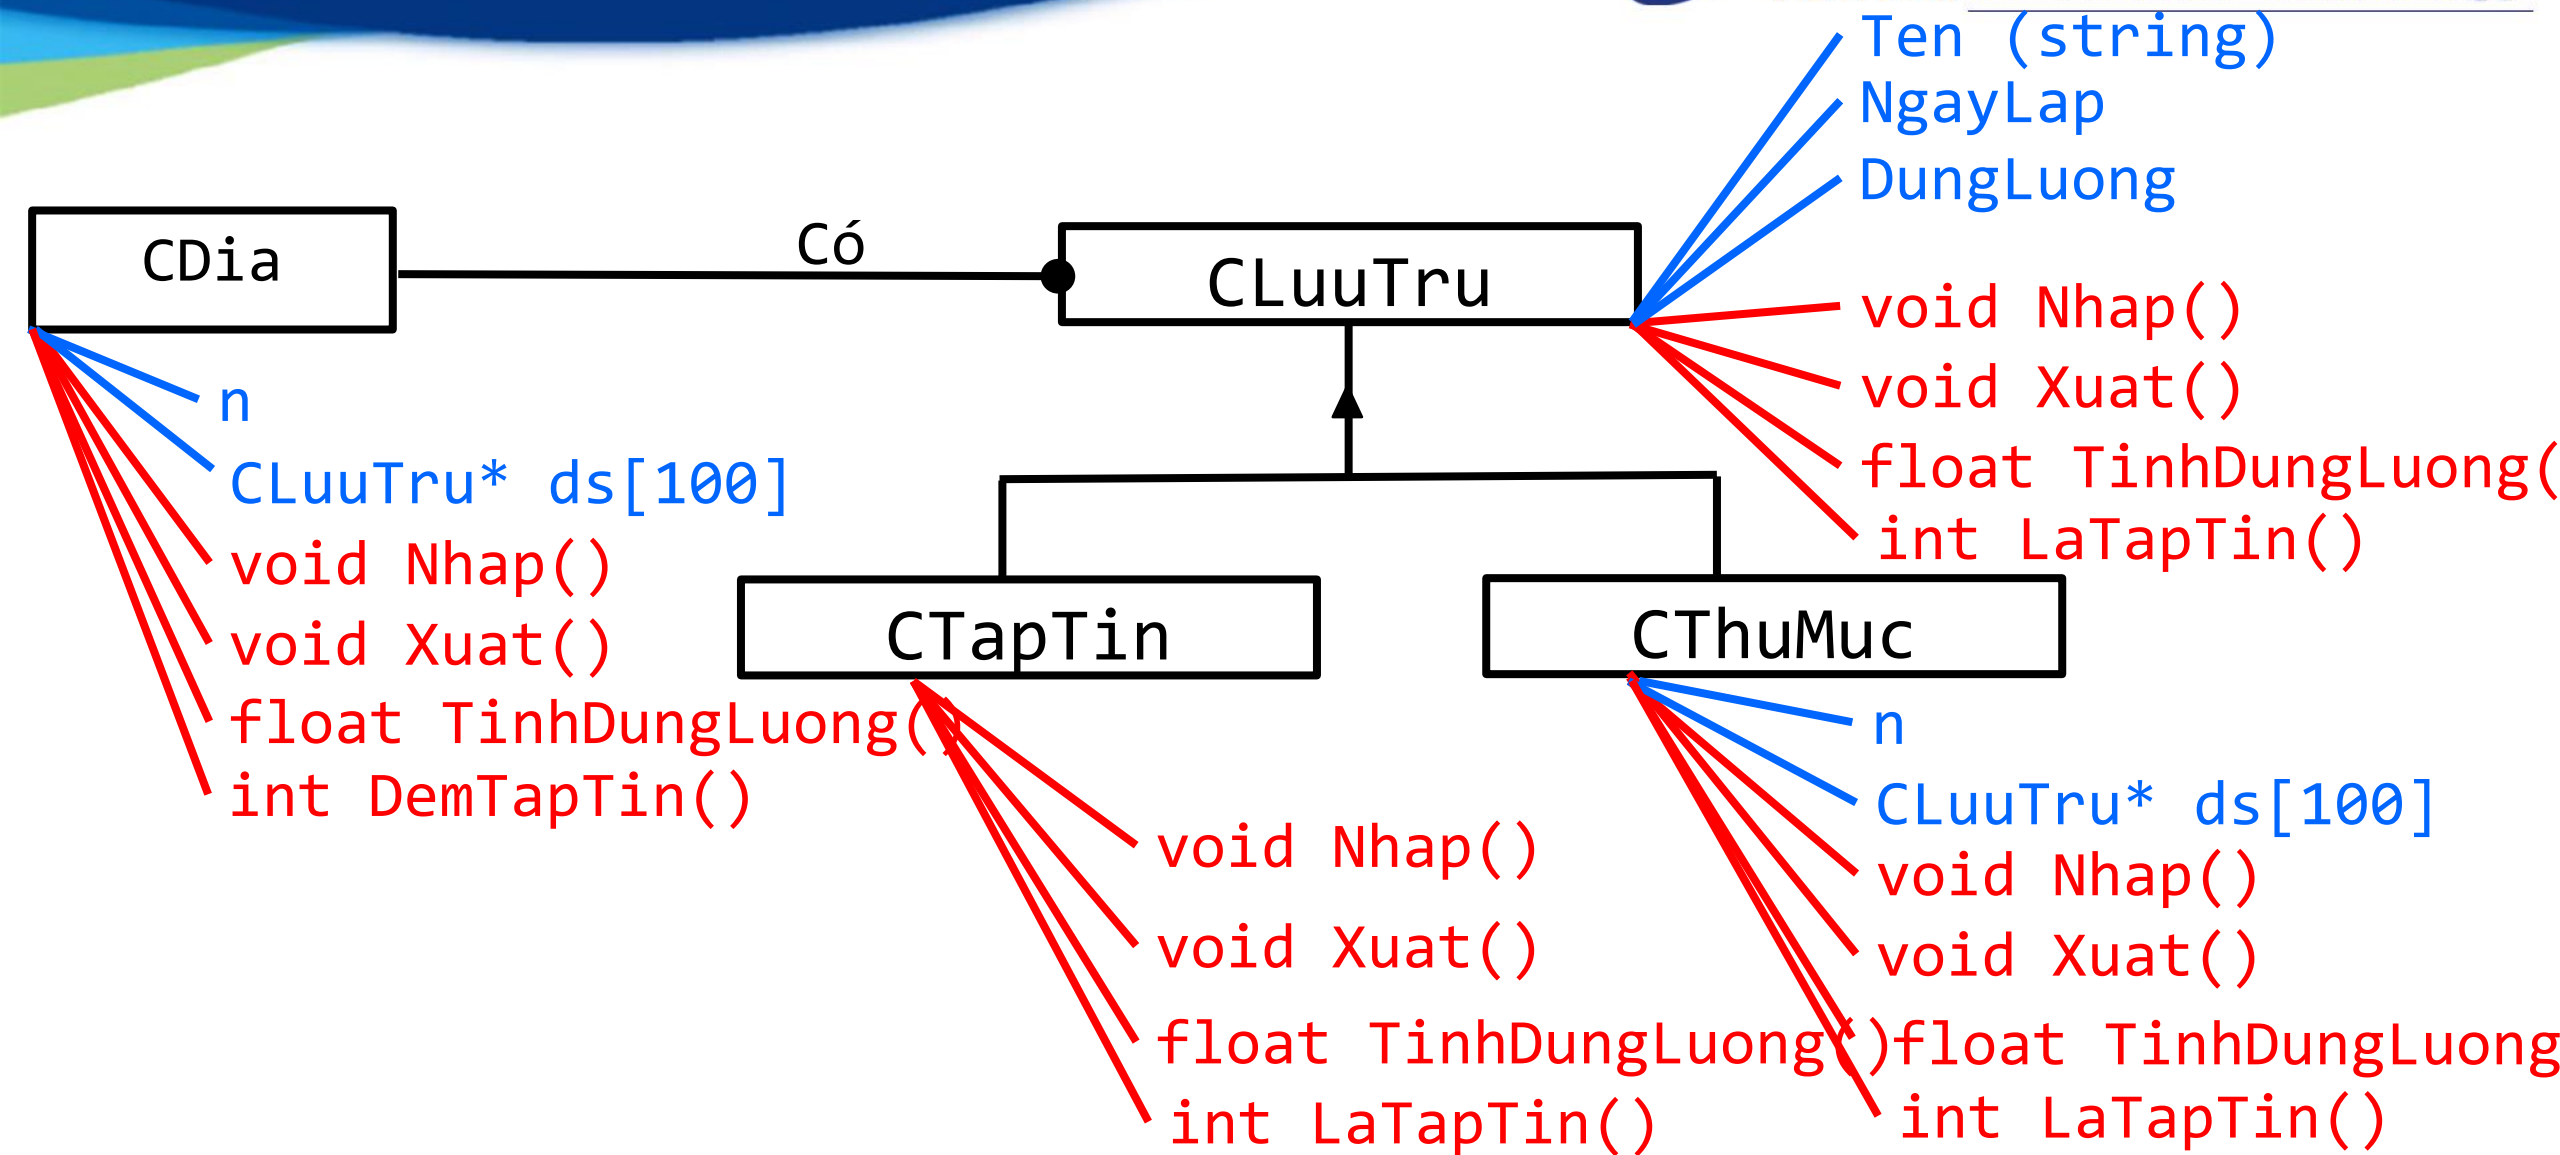 Ten (string)
NgayLap
DungLuong
CDia
Có
CLuuTru
void Nhap()
void Xuat()
float TinhDungLuong(
int LaTapTin()
n
CLuuTru* ds[100]
void Nhap()
void Xuat()
float TinhDungLuong()
int DemTapTin()
CTapTin
CThuMuc
void Nhap()
void Xuat()
float TinhDungLuong()
int LaTapTin()
n
CLuuTru* ds[100]
void Nhap()
void Xuat()
float TinhDungLuong
int LaTapTin()